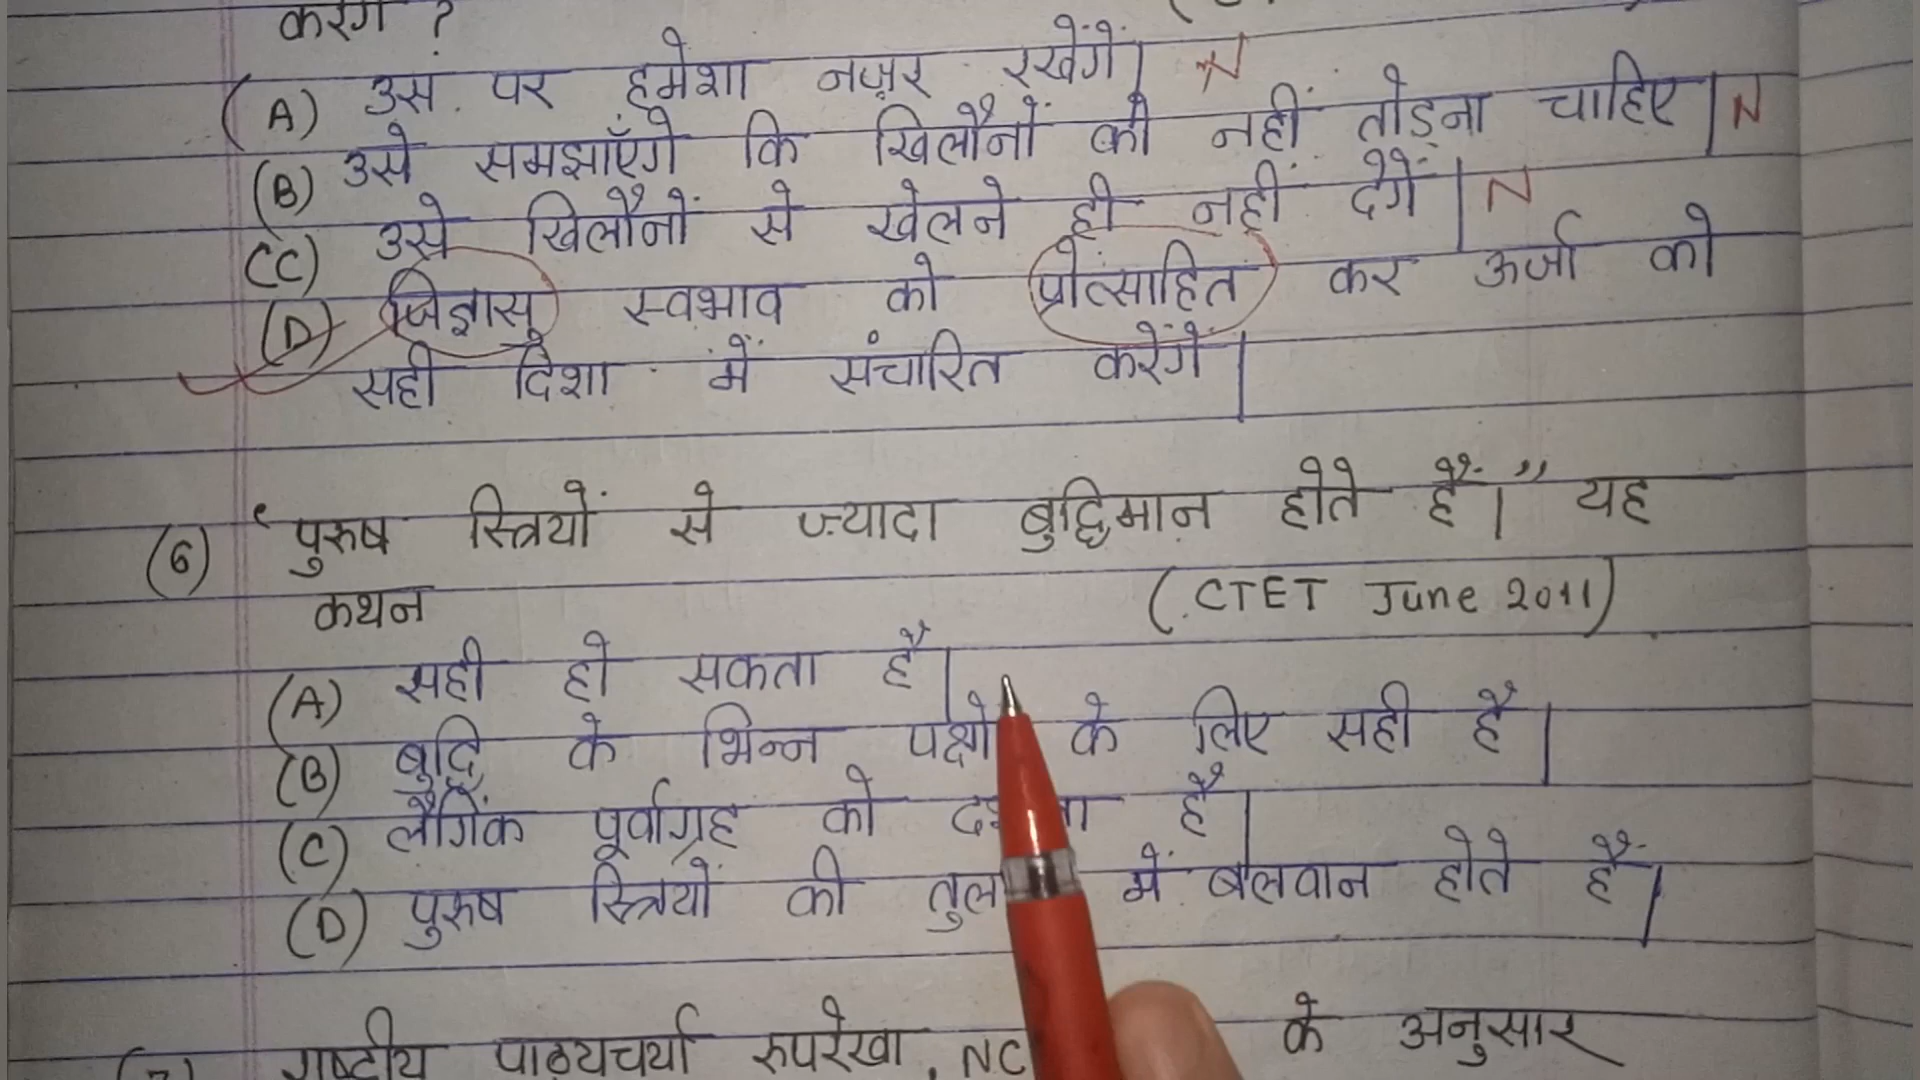 करेंगे ?
(A) उस पर हमेशा नज़र रखेंगें| N
(B) उसे समझाएँगे कि खिलौनों को नहीं तोड़ना चाहिए| N
(C) उसे खिलौनों से खेलने ही नहीं देगें| N
(D) जिज्ञासु स्वभाव को प्रोत्साहित कर ऊर्जा को
सही दिशा में संचारित करेंगें|
(6) ‘पुरुष स्त्रियों से ज़्यादा बुद्धिमान होते हैं|” यह
कथन (CTET June 2011)
(A) सही हो सकता है|
(B) बुद्धि के भिन्न पक्षो के लिए सही है|
(C) लैंगिक पूर्वाग्रह को है|
(D) पुरुष स्त्रियों की में बलवान होते हैं|
राष्ट्रीय पाठ्यचर्या रुपरेखा, NC के अनुसार